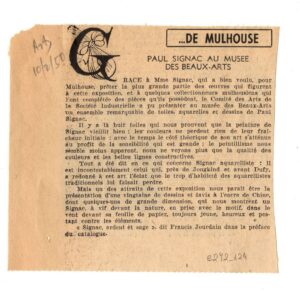 ...DE MULHOUSE
Arts
PAUL SIGNAC AU MUSEE
DES BEAUX-ARTS
GRACE à Mme Signac, qui a bien voulu, pour
Mulhouse, prêter la plus grande partie des œuvres qui figurent
à cette exposition, et à quelques collectionneurs mulhousiens qui
l'ont complétée des pièces qu'ils possèdent, le Comité des Arts de
la Société Industrielle a pu présenter au musée des Beaux-Arts
un ensemble remarquable de toiles, aquarelles et dessins de Paul
Signac.
Il y a là huit toiles qui nous prouvent que la peinture de
Signac vieillit bien : les couleurs ne perdent rien de leur fraî-
cheur initiale ; avec le temps le côté théorique de son art s'atténue
au profit de la sensibilité qui est grande ; le pointillisme nous
semble moins apparent, nous ne voyons plus que la qualité des
couleurs et les belles lignes constructives.
Tout a été dit en ce qui concerne Signac aquarelliste : il
est incontestablement celui qui, près de Jongkind et avant Dufy,
a redonné à cet art l'éclat que le trop d'habileté des aquarellistes
traditionnels lui faisait perdre.
Mais un des attraits de cette exposition nous paraît être la
présentation d'une vingtaine de dessins et lavis à l'encre de Chine,
dont quelques-uns de grande dimension, qui nous montrent un
Signac, à vif devant la nature, en prise avec le motif, dans le
vent devant sa feuille de papier, toujours jeune, heureux et pes-
tant contre les éléments.
« Signac, ardent et sage », dit Francis Jourdain dans la préface
du catalogue.